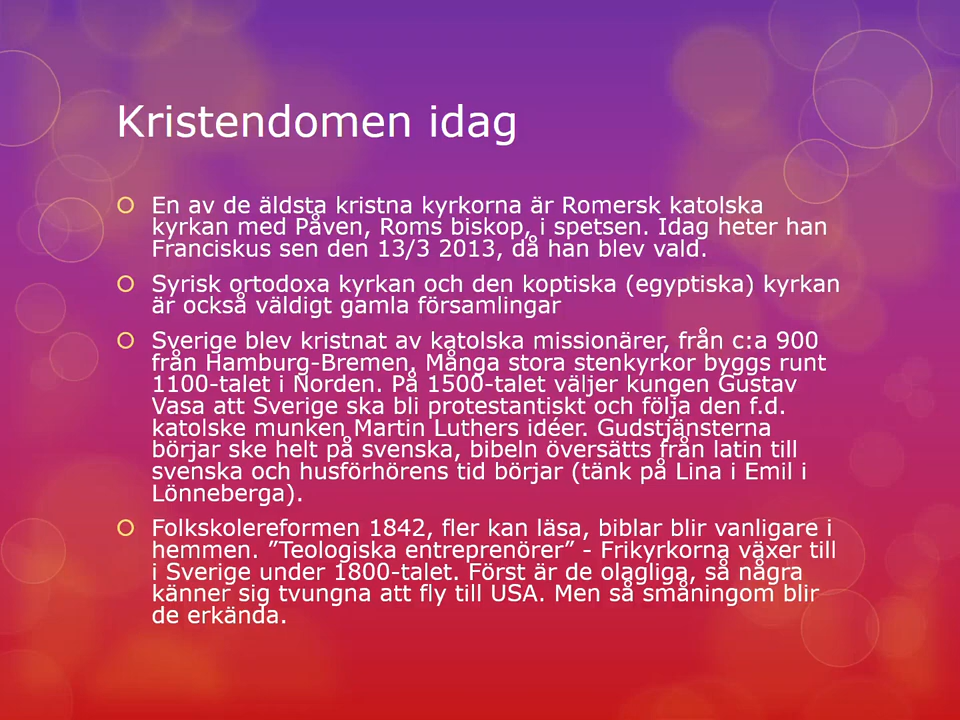 Kristendomen idag
En av de äldsta kristna kyrkorna är Romersk katolska
kyrkan med Påven, Roms biskop, i spetsen. Idag heter han
Franciskus sen den 13/3 2013, då han blev vald.
Syrisk ortodoxa kyrkan och den koptiska (egyptiska) kyrkan
är också väldigt gamla församlingar
Sverige blev kristnat av katolska missionärer, från c:a 900
från Hamburg-Bremen. Många stora stenkyrkor byggs runt
1100-talet i Norden. På 1500-talet väljer kungen Gustav
Vasa att Sverige ska bli protestantiskt och följa den f.d.
katolske munken Martin Luthers idéer. Gudstjänsterna
börjar ske helt på svenska, bibeln översätts från latin till
svenska och husförhörens tid börjar (tänk på Lina i Emil i
Lönneberga).
Folkskolereformen 1842, fler kan läsa, biblar blir vanligare i
hemmen. ”Teologiska entreprenörer” - Frikyrkorna växer till
i Sverige under 1800-talet. Först är de olagliga, så några
känner sig tvungna att fly till USA. Men så småningom blir
de erkända.